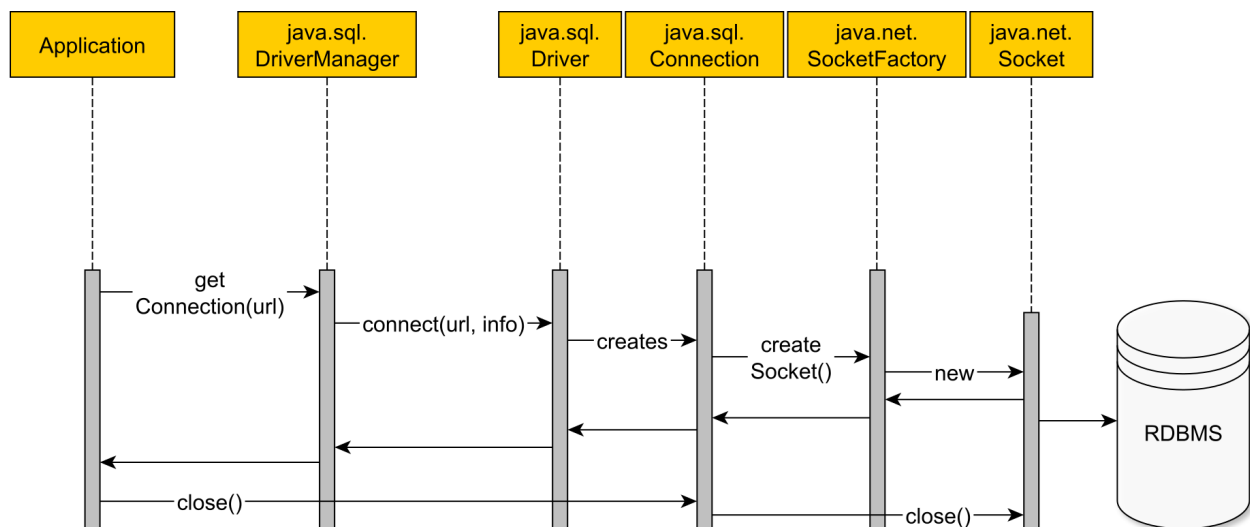 Application
java.sql.
DriverManager
java.sql.
Driver
java.sql.
Connection
java.net.
SocketFactory
java.net.
Socket
get
Connection(url)
connect(url, info)
creates
create
Socket()
new
RDBMS
close()
close()